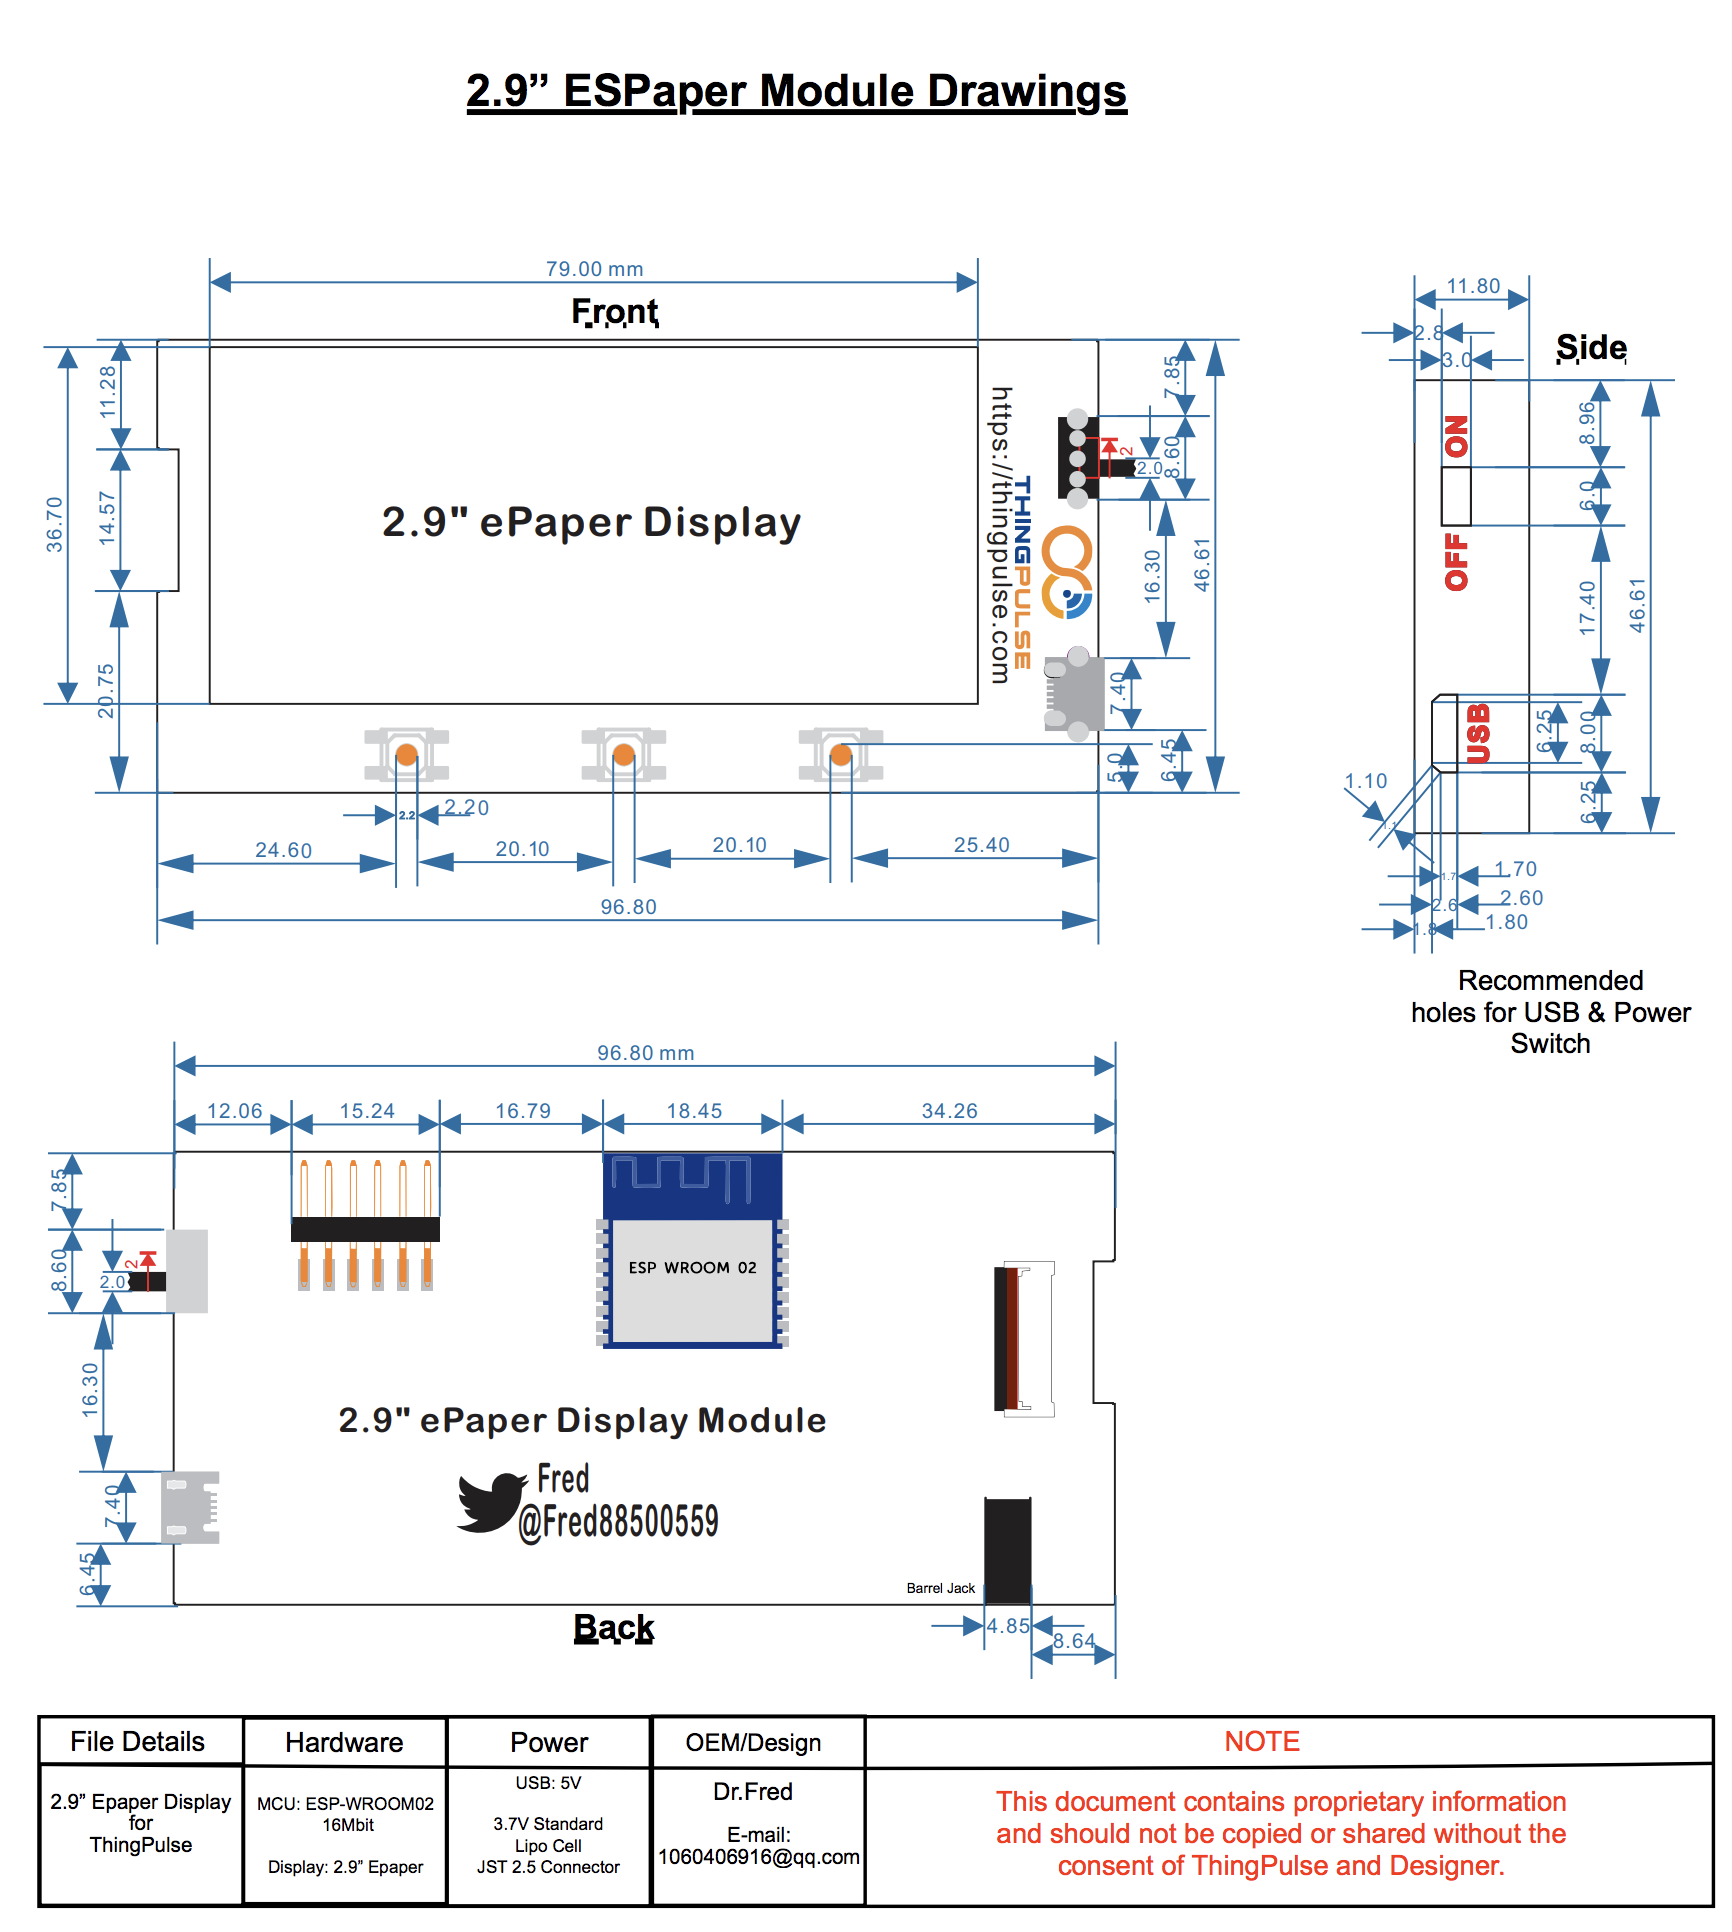 2.9” ESPaper Module Drawings
79.00 mm
Front
11.28
14.57
36.70
20.75
2.9" ePaper Display
https://thingpulse.com
THINGPULSE
7.85
8.60
2
2.0
16.30
46.61
7.40
6.45
5.0
2.2
2.20
24.60
20.10
20.10
25.40
96.80
11.80
2.8
3.0
Side
ON
OFF
USB
8.96
6.0
17.40
46.61
6.25
8.00
6.25
1.10
1.1
1.7
1.70
2.6
2.60
1.8
1.80
Recommended
holes for USB & Power
Switch
96.80 mm
12.06
15.24
16.79
18.45
34.26
7.85
8.60
2
2.0
16.30
7.40
6.45
ESP WROOM 02
2.9" ePaper Display Module
Fred
@Fred88500559
Barrel Jack
Back
4.85
8.64
File Details
Hardware
Power
OEM/Design
NOTE
2.9” Epaper Display
for
ThingPulse
MCU: ESP-WROOM02
16Mbit
Display: 2.9” Epaper
USB: 5V
3.7V Standard
Lipo Cell
JST 2.5 Connector
Dr.Fred
E-mail:
1060406916@qq.com
This document contains proprietary information
and should not be copied or shared without the
consent of ThingPulse and Designer.